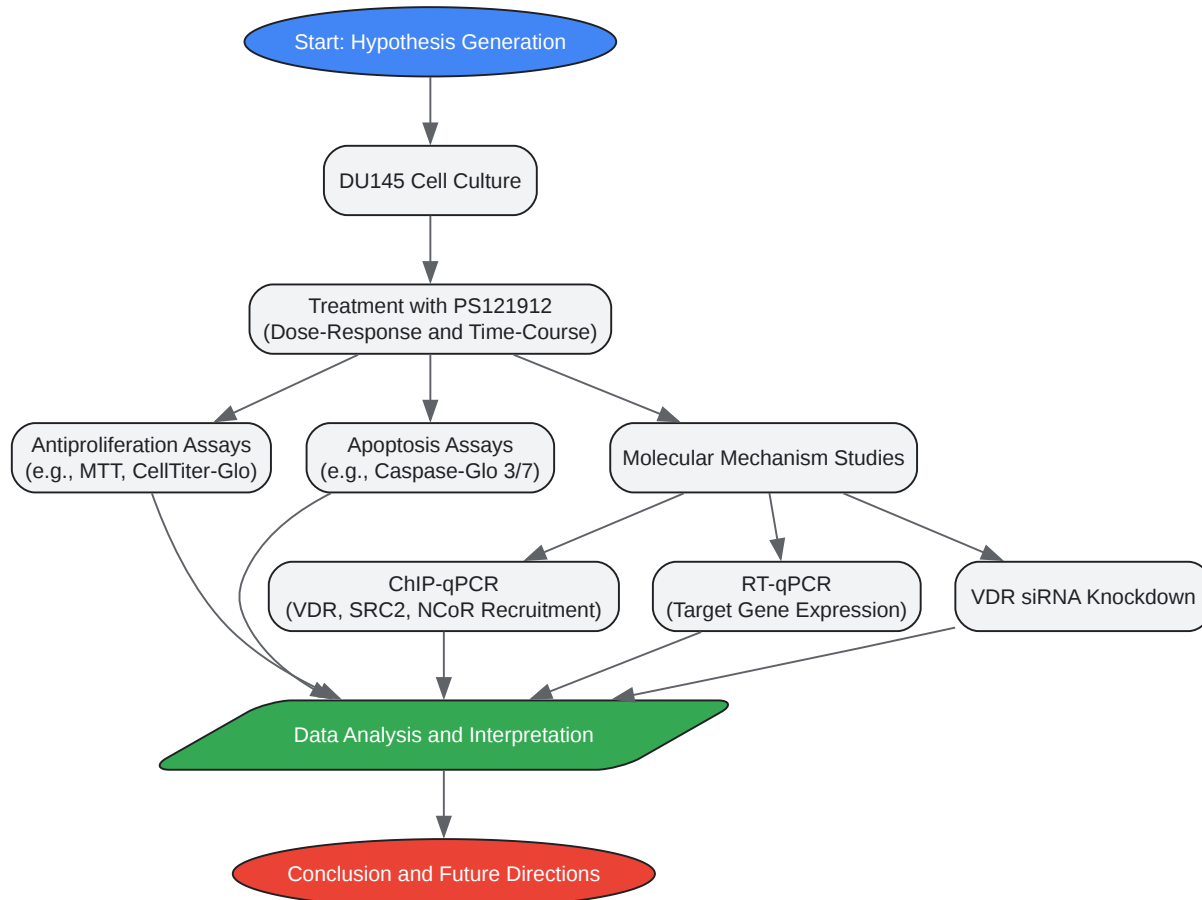 Start: Hypothesis Generation
DU145 Cell Culture
Treatment with PS121912
(Dose-Response and Time-Course)
Antiproliferation Assays
(e.g., MTT, CellTiter-Glo)
Apoptosis Assays
(e.g., Caspase-Glo 3/7)
Molecular Mechanism Studies
ChIP-qPCR
(VDR, SRC2, NCoR Recruitment)
RT-qPCR
(Target Gene Expression)
VDR siRNA Knockdown
Data Analysis and Interpretation
Conclusion and Future Directions